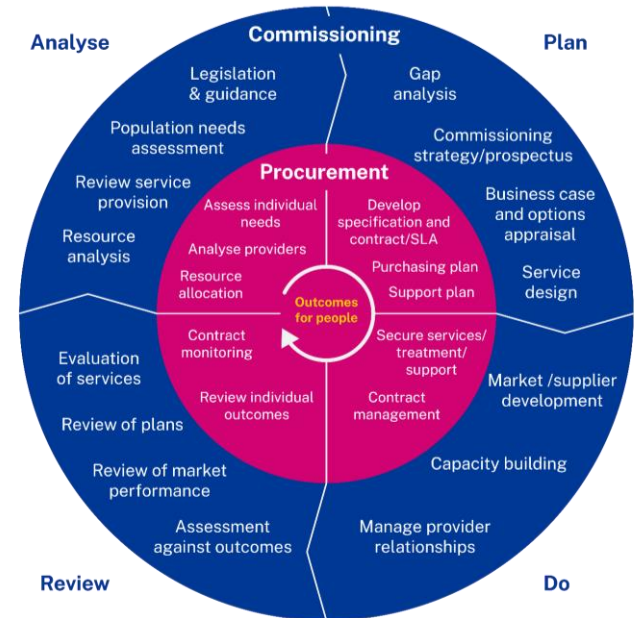 Analyse
Commissioning
Plan
Legislation
& guidance
Population needs
assessment
Review service
provision
Resource
analysis
Gap
analysis
Commissioning
strategy/prospectus
Business case
and options
appraisal
Service
design
Procurement
Assess individual
needs
Analyse providers
Resource
allocation
Develop
specification and
contract/SLA
Purchasing plan
Support plan
Outcomes
for people
Contract
monitoring
Review individual
outcomes
Secure services/
treatment/
support
Contract
management
Evaluation
of services
Review of plans
Review of market
performance
Assessment
against outcomes
Market /supplier
development
Capacity building
Manage provider
relationships
Review
Do